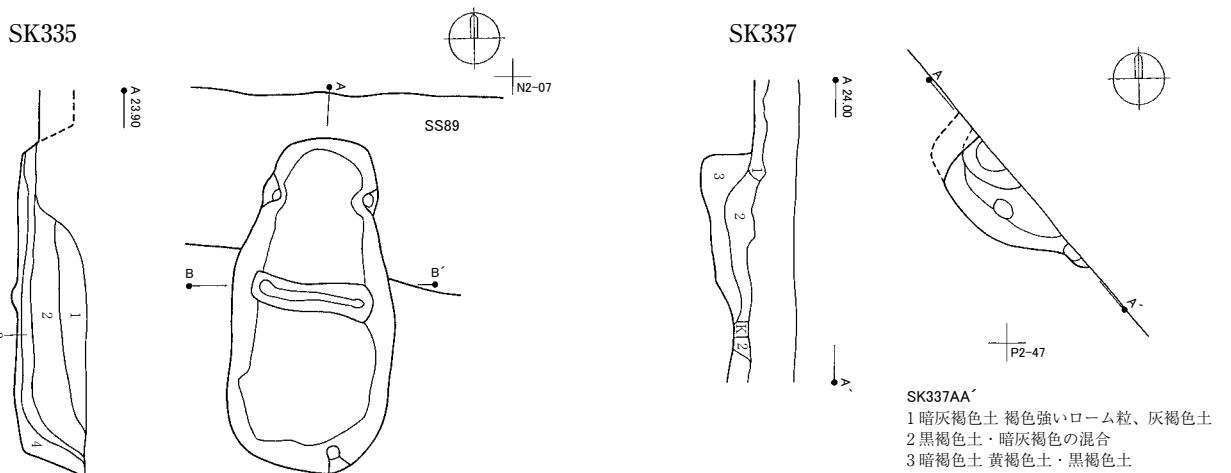 SK335
N2-07
A 23.90
A
SS89
B
B´
1
2
4
SK337
A 24.00
A
1
3
2
K
2
A´
A´
P2-47
SK337AA´
1 暗灰褐色土 褐色強いローム粒、灰褐色土
2 黒褐色土・暗灰褐色の混合
3 暗褐色土 黄褐色土・黒褐色土